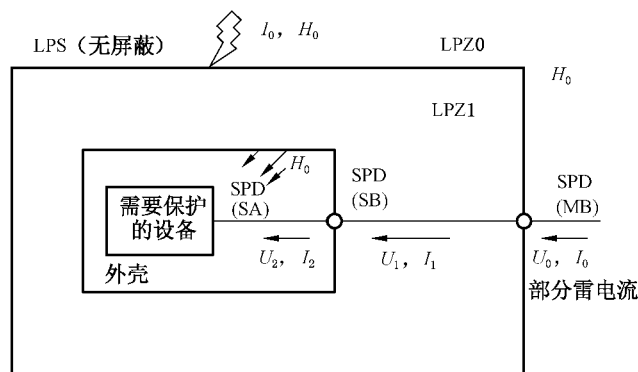 LPS（无屏蔽）
I₀，H₀
LPZ0
H₀
LPZ1
H₀
SPD
(SA)
SPD
(SB)
SPD
(MB)
需要保护
的设备
外壳
U₂，I₂
U₁，I₁
U₀，I₀
部分雷电流